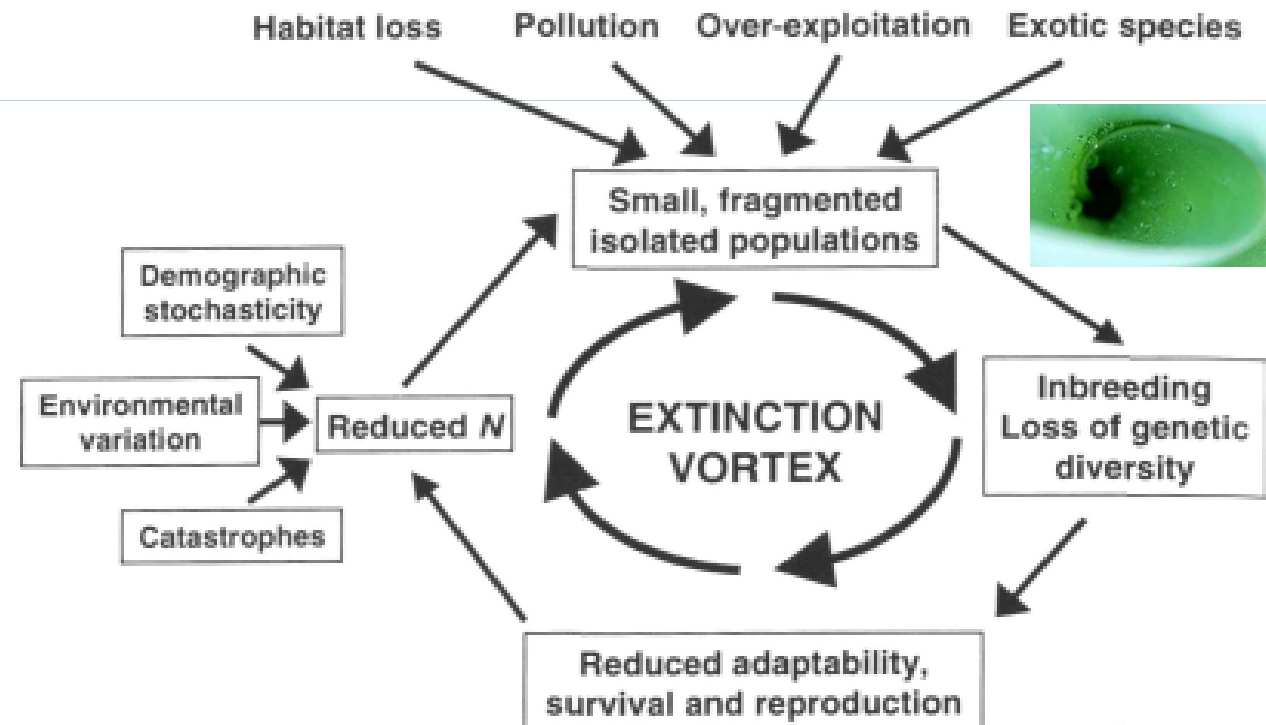 Habitat loss Pollution Over-exploitation Exotic species
Small, fragmented
isolated populations
Demographic
stochasticity
Environmental
variation
Reduced N
Catastrophes
EXTINCTION
VORTEX
Inbreeding
Loss of genetic
diversity
Reduced adaptability,
survival and reproduction